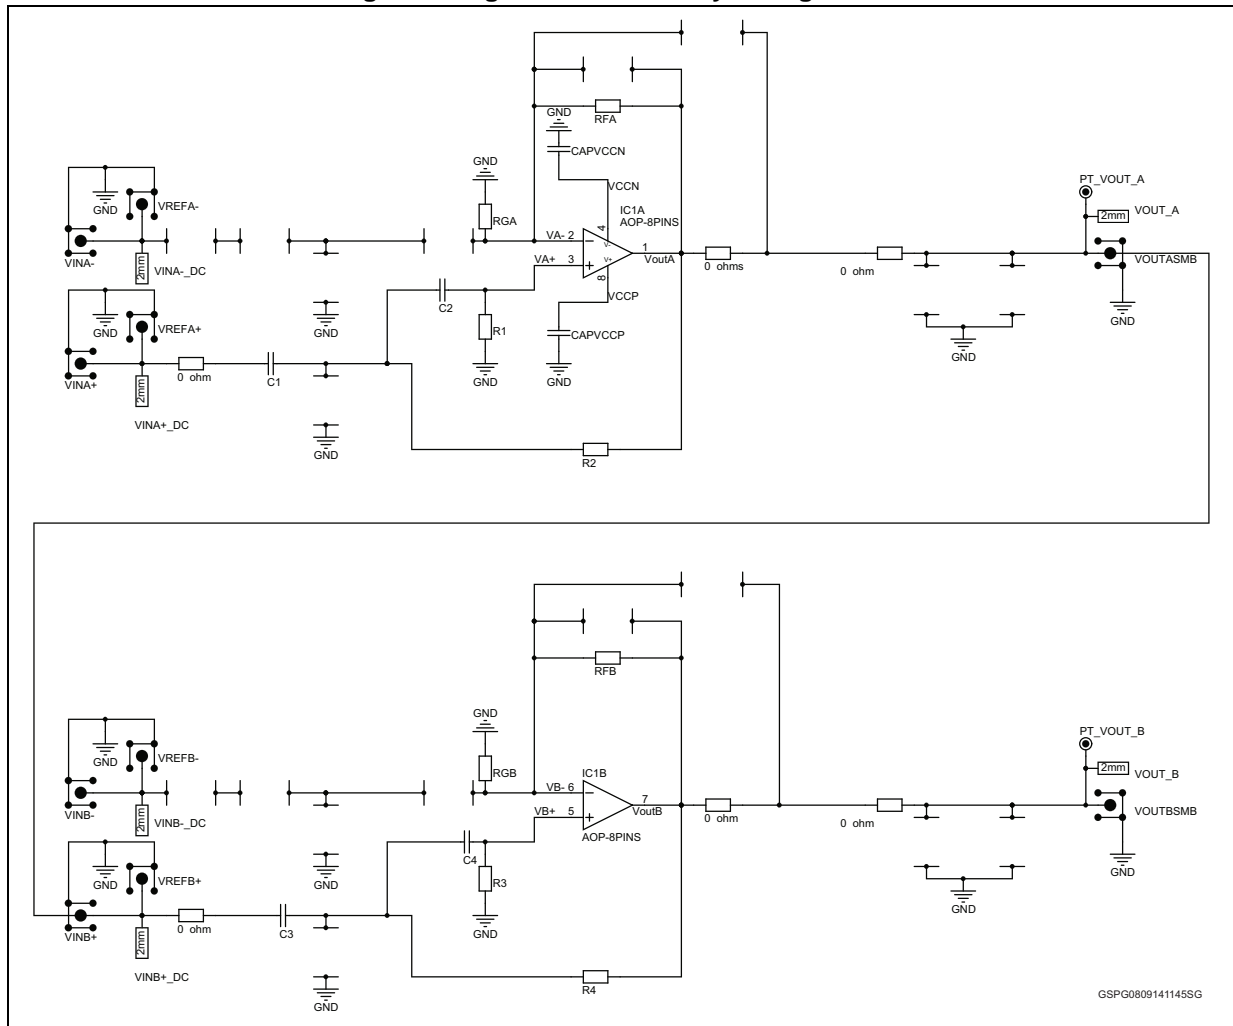 GND
RFA
CAPVCCN
GND
VCCN
PT_VOUT_A
VREFA-
GND
RGA
IC1A
AOP-8PINS
2mm
VOUT_A
4
V-
VA- 2
1
VINA-
2mm
VINA-_DC
VA+ 3
V+
VoutA
0 ohms
0 ohm
VOUTASMB
8
VCCP
C2
GND
VREFA+
GND
R1
CAPVCCP
GND
GND
VINA+
0 ohm
C1
GND
GND
2mm
VINA+_DC
GND
R2
RFB
GND
PT_VOUT_B
VREFB-
GND
RGB
IC1B
2mm
VOUT_B
VB- 6
7
VINB-
2mm
VINB-_DC
VB+ 5
VoutB
0 ohm
0 ohm
VOUTBSMB
AOP-8PINS
C4
GND
VREFB+
GND
R3
GND
GND
VINB+
0 ohm
C3
GND
GND
2mm
VINB+_DC
R4
GND
GSPG0809141145SG